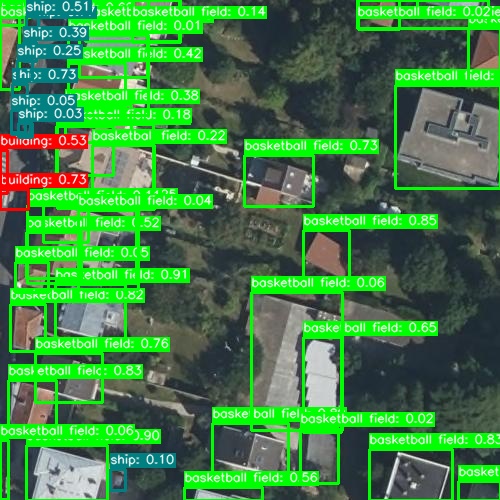 ship: 0.51
basketball field: 0.14
basketball field: 0.02
ship: 0.39
basketball field: 0.01
ship: 0.25
basketball field: 0.42
ship: 0.73
basketball field:
basketball field: 0.38
ship: 0.05
ship: 0.03
0.18
building: 0.53
basketball field: 0.22
basketball field: 0.73
building: 0.73
basketball field: 0.04
basketball field: 0.52
basketball field: 0.85
basketball field: 0.05
basketball field: 0.91
basketball field: 0.06
basketball field: 0.82
basketball field: 0.65
basketball field: 0.76
basketball field: 0.83
basketball field:
basketball field: 0.02
basketball field: 0.06
0.90
basketball field: 0.83
ship: 0.10
basketball field: 0.56
basket